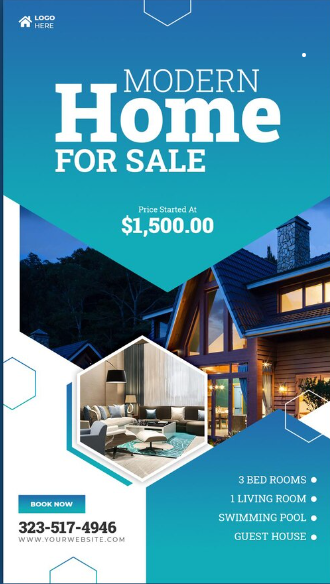 LOGO
HERE
MODERN
Home
FOR SALE
Price Started At
$1,500.00
3 BED ROOMS
1 LIVING ROOM
SWIMMING POOL
GUEST HOUSE
BOOK NOW
323-517-4946
WWW.YOURWEBSITE.COM